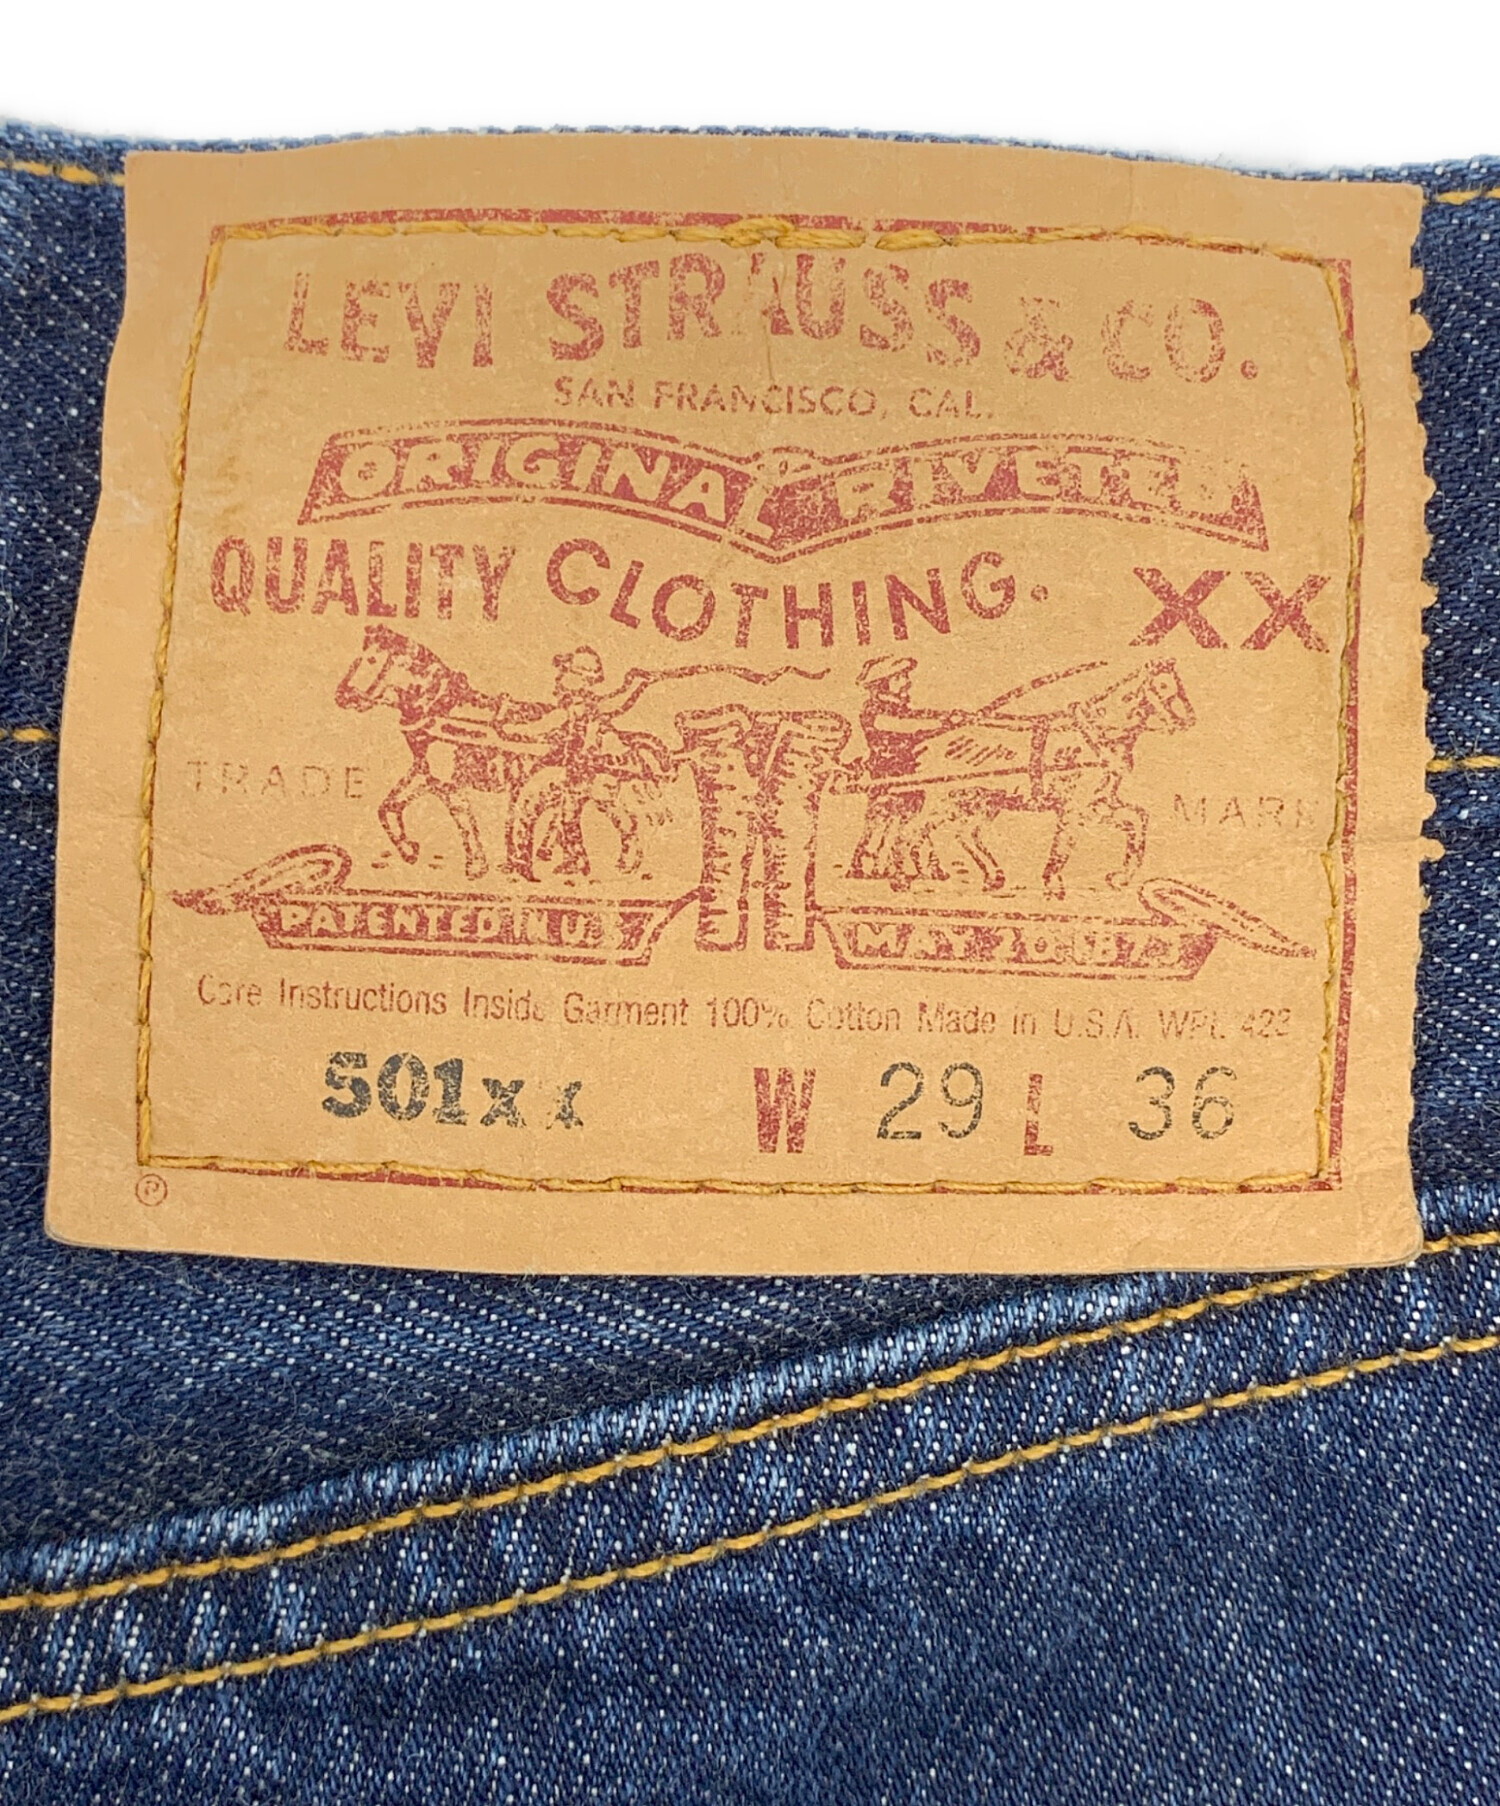 LEVI STRAUSS & CO.
SAN FRANCISCO, CAL.
ORIGINAL RIVETED
QUALITY CLOTHING. XX
TRADE MARK
PATENTED IN U.S. MAY 20 1873
Care Instructions Inside Garment 100% Cotton Made in U.S.A. WPL 423
501xx W 29 L 36
®